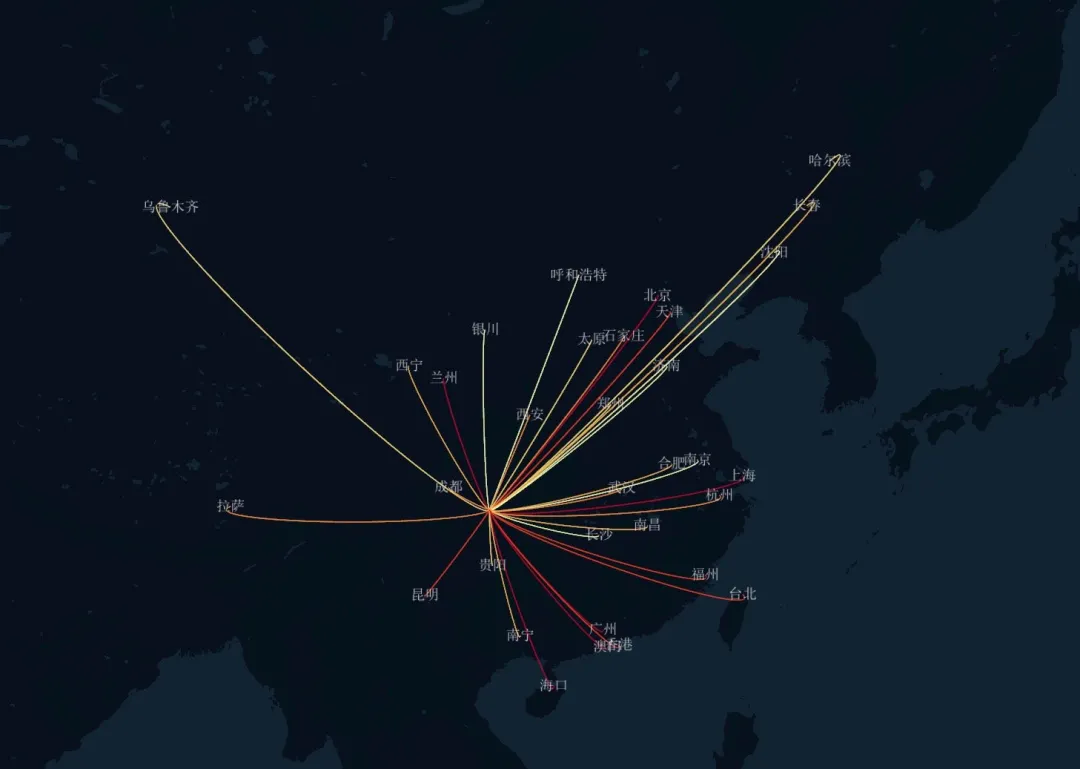 哈尔滨
长春
乌鲁木齐
沈阳
呼和浩特
北京
天津
银川
太原
石家庄
西宁
济南
兰州
郑州
西安
合肥
南京
上海
成都
武汉
杭州
拉萨
南昌
长沙
贵阳
福州
昆明
台北
广州
南宁
澳门
香港
海口